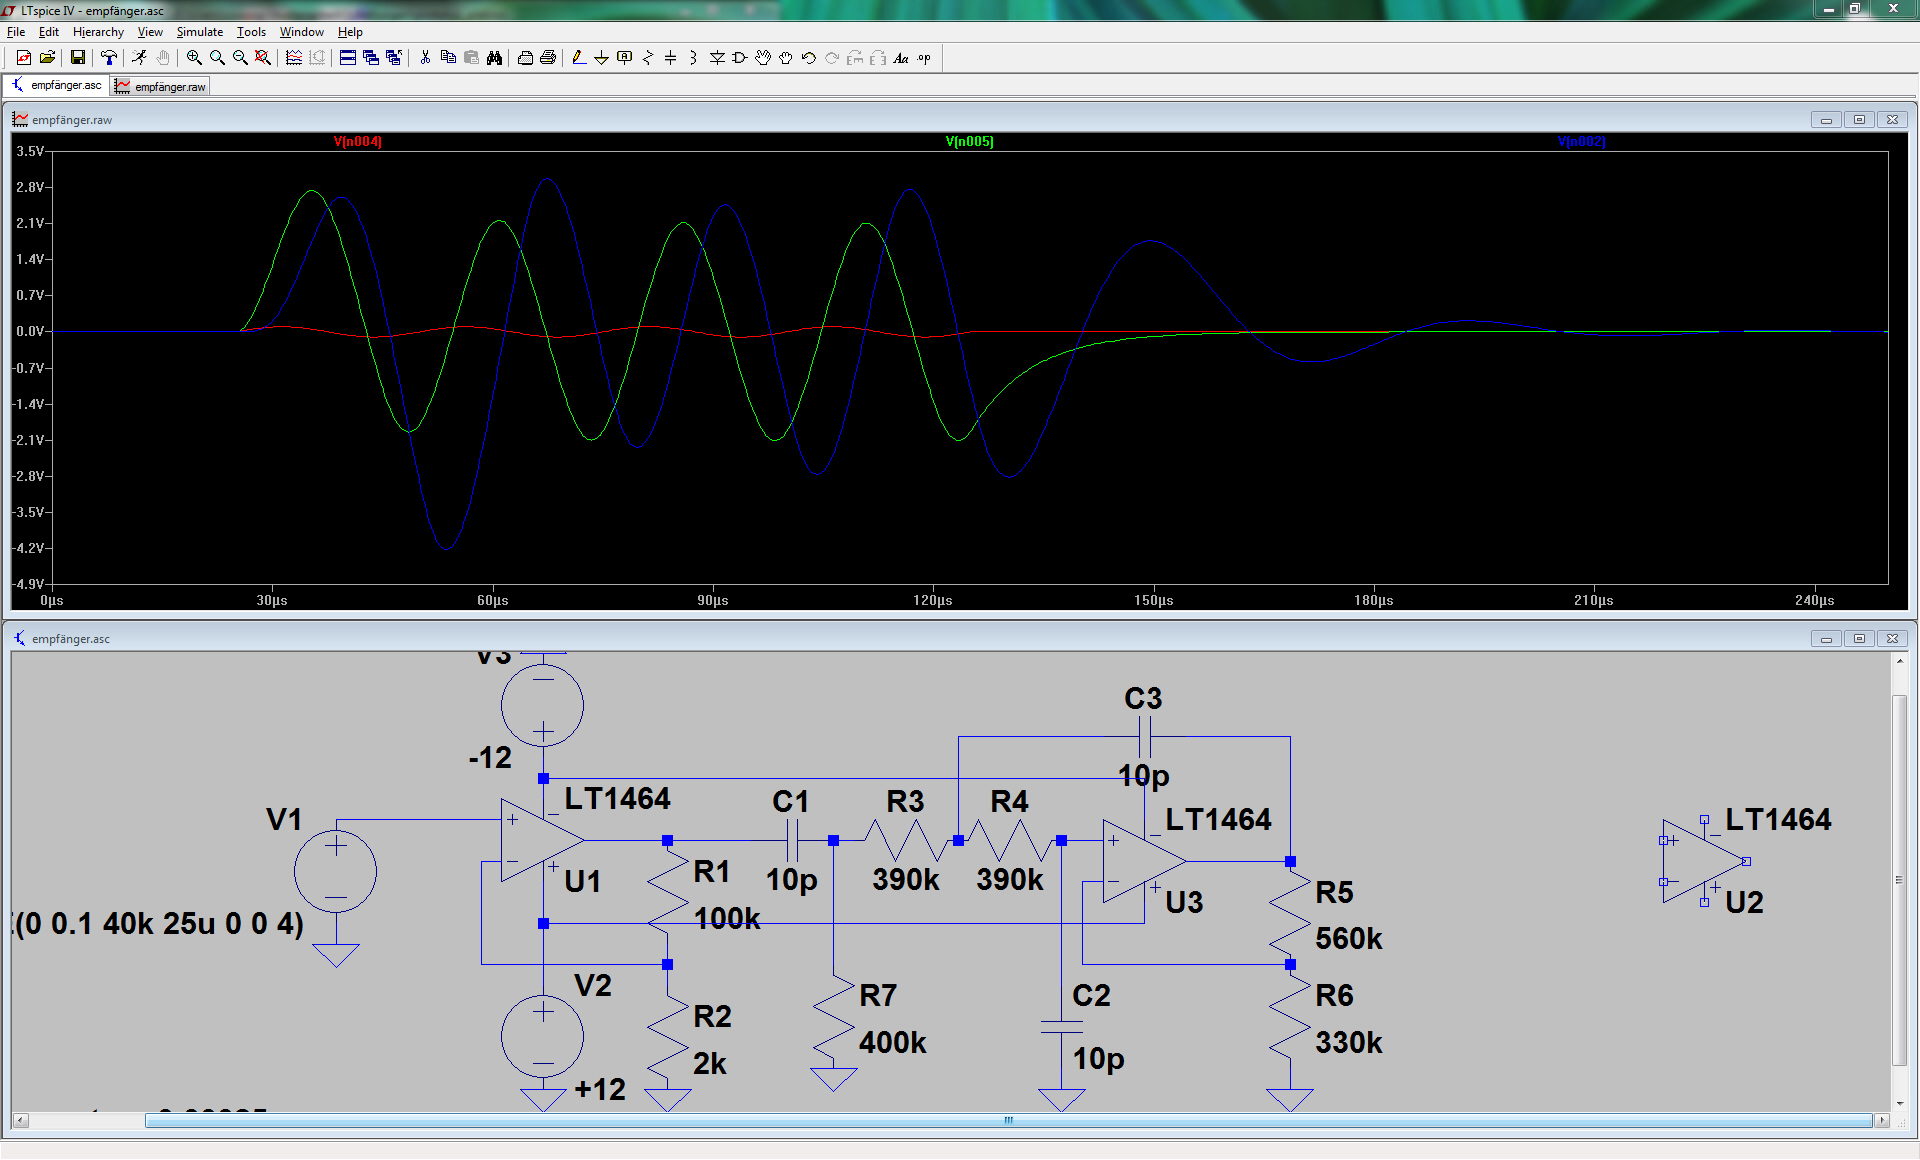 LTspice IV - empfänger.asc
File Edit Hierarchy View Simulate Tools Window Help
Aa .op
empfänger.asc empfänger.raw
empfänger.raw
V(n004) V(n005) V(n002)
3.5V
2.8V
2.1V
1.4V
0.7V
0.0V
-0.7V
-1.4V
-2.1V
-2.8V
-3.5V
-4.2V
-4.9V
0µs 30µs 60µs 90µs 120µs 150µs 180µs 210µs 240µs
empfänger.asc
V3
C3
-12
10p
LT1464
C1
R3
R4
V1
LT1464
LT1464
U1
R1
10p
390k
390k
U3
R5
U2
(0 0.1 40k 25u 0 0 4)
100k
560k
V2
R7
C2
R6
R2
400k
330k
2k
10p
+12